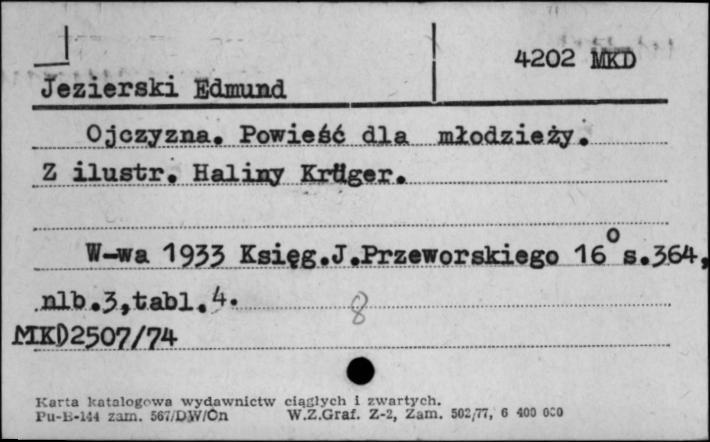 4202 MKD
Jezierski Edmund
Ojczyzna. Powieść dla młodzieży.
Z ilustr. Haliny Krüger.
W-wa 1933 Księg.J.Przeworskiego 16° s.364,
nlb.3,tabl.4.
8
MKD2507/74
Karta katalogowa wydawnictw ciągłych i zwartych.
Pu-B-144 zam. 567/DW/On W.Z.Graf. Z-2, Zam. 502/77, 6 400 000